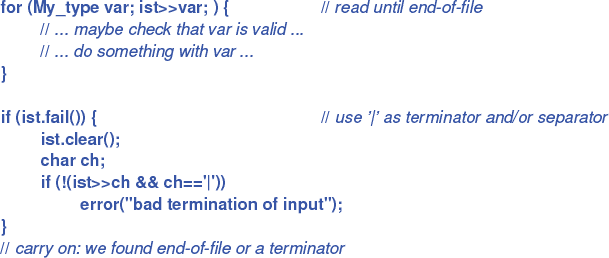 for (My_type var; ist>>var; ) { // read until end-of-file
// ... maybe check that var is valid ...
// ... do something with var ...
}
if (ist.fail()) { // use '|' as terminator and/or separator
ist.clear();
char ch;
if (!(ist>>ch && ch=='|'))
error("bad termination of input");
}
// carry on: we found end-of-file or a terminator